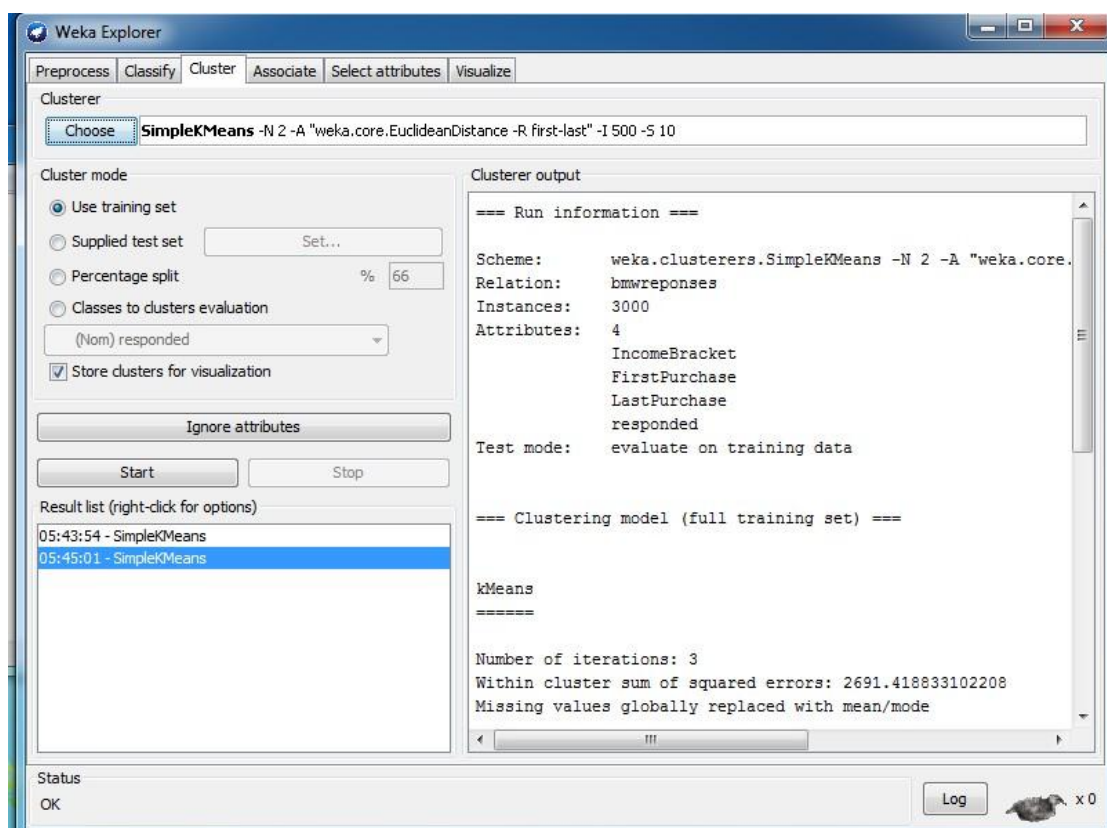 Weka Explorer
Preprocess Classify Cluster Associate Select attributes Visualize
Clusterer
Choose SimpleKMeans -N 2 -A "weka.core.EuclideanDistance -R first-last" -I 500 -S 10
Cluster mode
Use training set
Supplied test set Set...
Percentage split % 66
Classes to clusters evaluation
(Nom) responded
Store clusters for visualization
Ignore attributes
Start Stop
Result list (right-click for options)
05:43:54 - SimpleKMeans
05:45:01 - SimpleKMeans
Clusterer output
=== Run information ===
Scheme: weka.clusterers.SimpleKMeans -N 2 -A "weka.core.
Relation: bmwreponses
Instances: 3000
Attributes: 4
IncomeBracket
FirstPurchase
LastPurchase
responded
Test mode: evaluate on training data
=== Clustering model (full training set) ===
kMeans
======
Number of iterations: 3
Within cluster sum of squared errors: 2691.418833102208
Missing values globally replaced with mean/mode
Status
OK
Log x 0